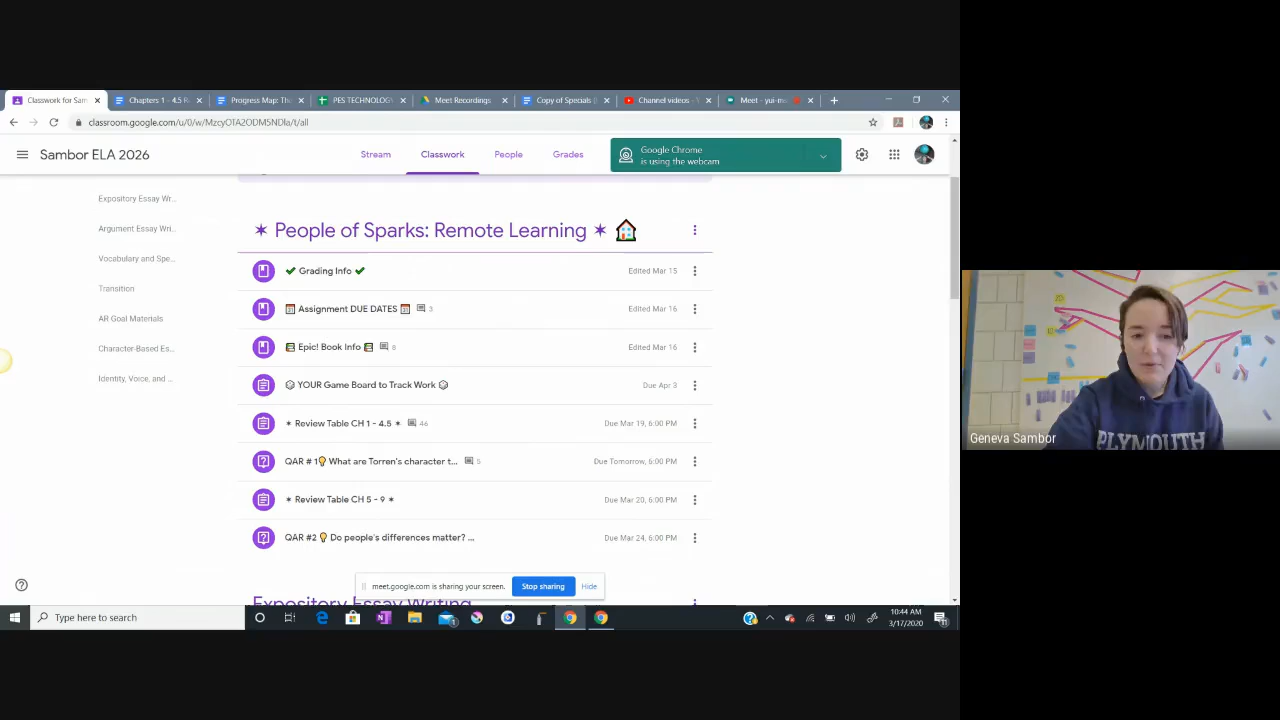 Classwork for Sam
Chapters 1 - 4.5 R
Progress Map: Th
PES TECHNOLOGY
Meet Recordings
Copy of Specials
Channel videos -
Meet - yui-m
classroom.google.com/u/0/w/MzcyOTA2ODM5NDla/t/all
Sambor ELA 2026
Stream
Classwork
People
Grades
Google Chrome
is using the webcam
Expository Essay Wr...
Argument Essay Wri...
Vocabulary and Spe...
Transition
AR Goal Materials
Character-Based Es...
Identity, Voice, and ...
✶ People of Sparks: Remote Learning ✶
Grading Info
Edited Mar 15
Assignment DUE DATES
3
Edited Mar 16
Epic! Book Info
8
Edited Mar 16
YOUR Game Board to Track Work
Due Apr 3
✶ Review Table CH 1 - 4.5 ✶
46
Due Mar 19, 6:00 PM
QAR # 1 What are Torren's character t...
5
Due Tomorrow, 6:00 PM
✶ Review Table CH 5 - 9 ✶
Due Mar 20, 6:00 PM
QAR #2 Do people's differences matter? ...
Due Mar 24, 6:00 PM
meet.google.com is sharing your screen.
Stop sharing
Hide
Expository Essay Writing
Type here to search
10:44 AM
3/17/2020
Geneva Sambor
PLYMOUTH